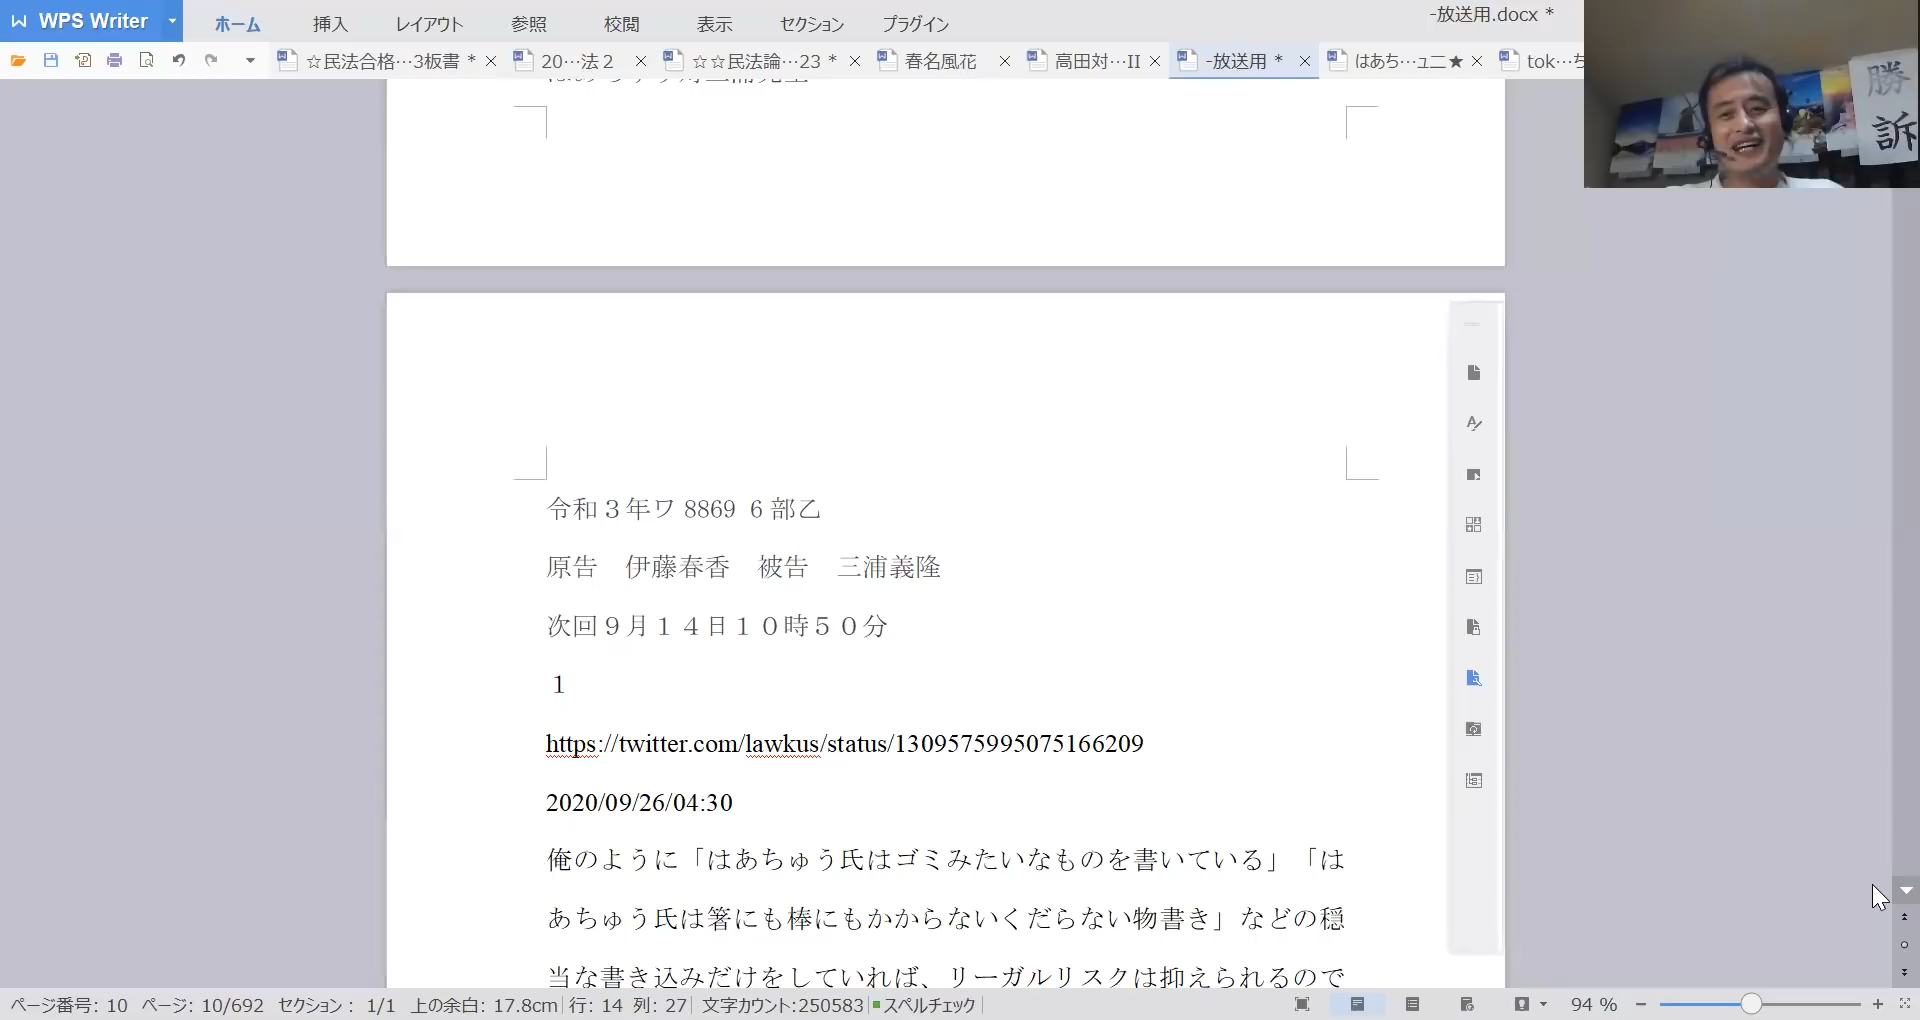 WPS Writer
ホーム 挿入 レイアウト 参照 校閲 表示 セクション プラグイン
-放送用.docx *
☆民法合格…3板書 * 20…法２ ☆☆民法論…23 * 春名風花 高田対…II -放送用 * はあち…ュ二★ tok…ち
勝
訴
令和３年ワ 8869 ６部乙
原告　伊藤春香　被告　三浦義隆
次回９月１４日１０時５０分
１
https://twitter.com/lawkus/status/1309575995075166209
2020/09/26/04:30
俺のように「はあちゅう氏はゴミみたいなものを書いている」「は
あちゅう氏は箸にも棒にもかからないくだらない物書き」などの穏
当な書き込みだけをしていれば、リーガルリスクは抑えられるので
ページ番号: 10 ページ: 10/692 セクション: 1/1 上の余白: 17.8cm 行: 14 列: 27 文字カウント:250583 スペルチェック 94 %